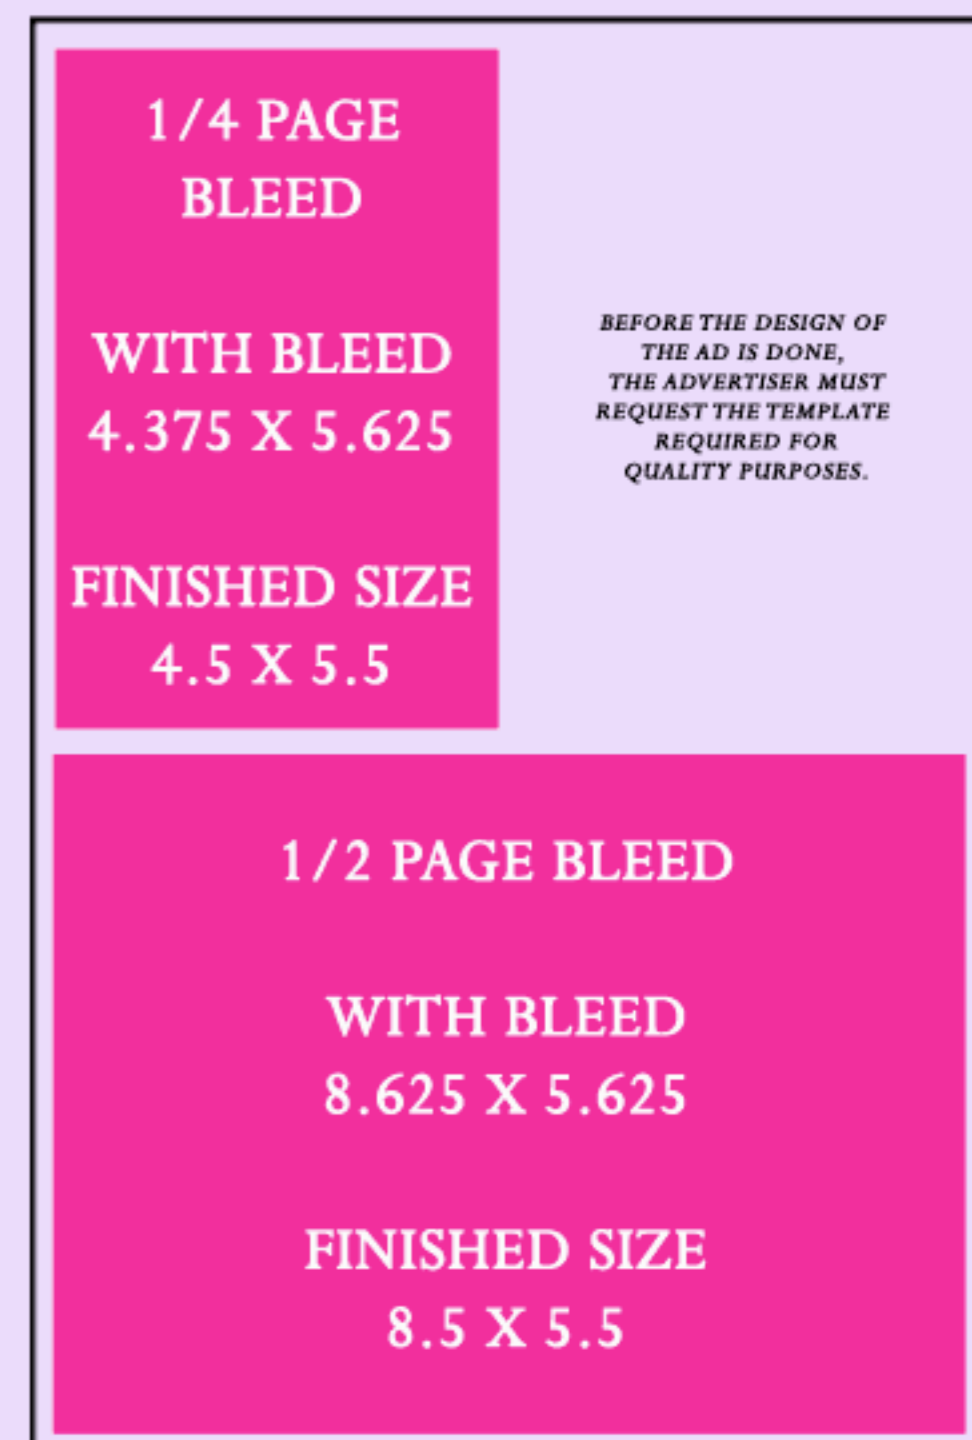 1/4 PAGE
BLEED
WITH BLEED
4.375 X 5.625
FINISHED SIZE
4.5 X 5.5
BEFORE THE DESIGN OF
THE AD IS DONE,
THE ADVERTISER MUST
REQUEST THE TEMPLATE
REQUIRED FOR
QUALITY PURPOSES.
1/2 PAGE BLEED
WITH BLEED
8.625 X 5.625
FINISHED SIZE
8.5 X 5.5